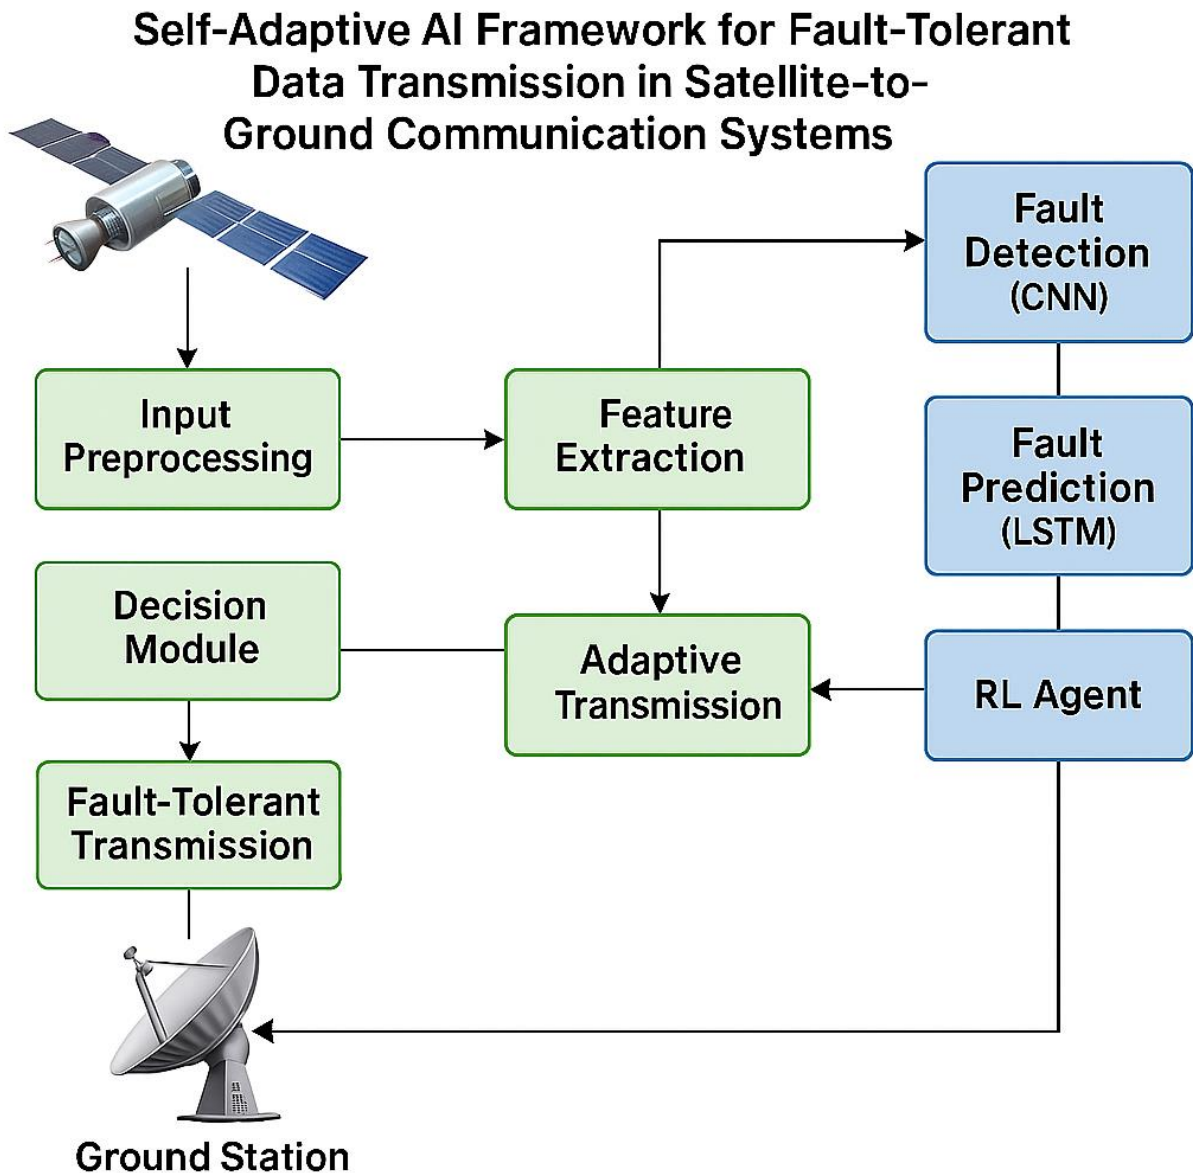 Self-Adaptive AI Framework for Fault-Tolerant
Data Transmission in Satellite-to-
Ground Communication Systems
Fault
Detection
(CNN)
Input
Preprocessing
Feature
Extraction
Fault
Prediction
(LSTM)
Decision
Module
Adaptive
Transmission
RL Agent
Fault-Tolerant
Transmission
Ground Station